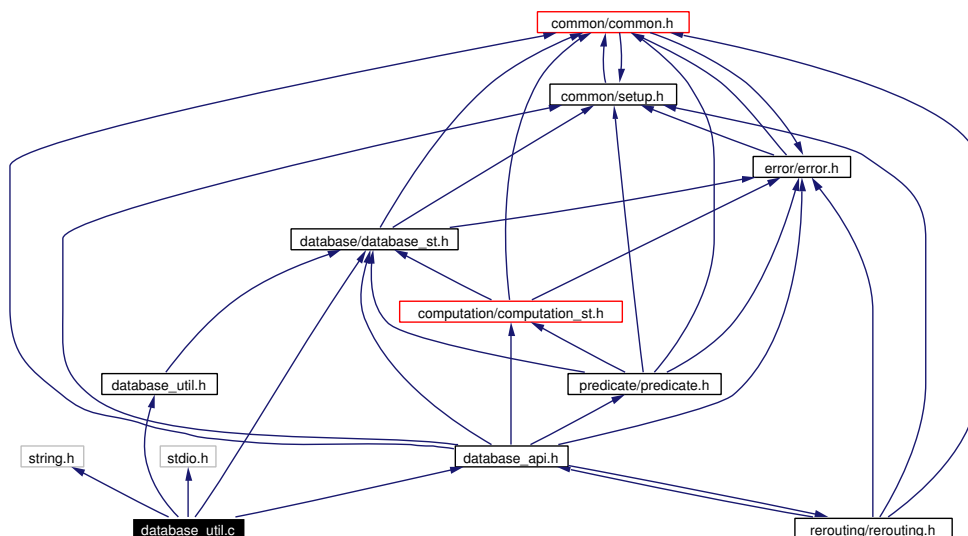 common/common.h
common/setup.h
error/error.h
database/database_st.h
computation/computation_st.h
database_util.h
predicate/predicate.h
string.h
stdio.h
database_api.h
database_util.c
rerouting/rerouting.h